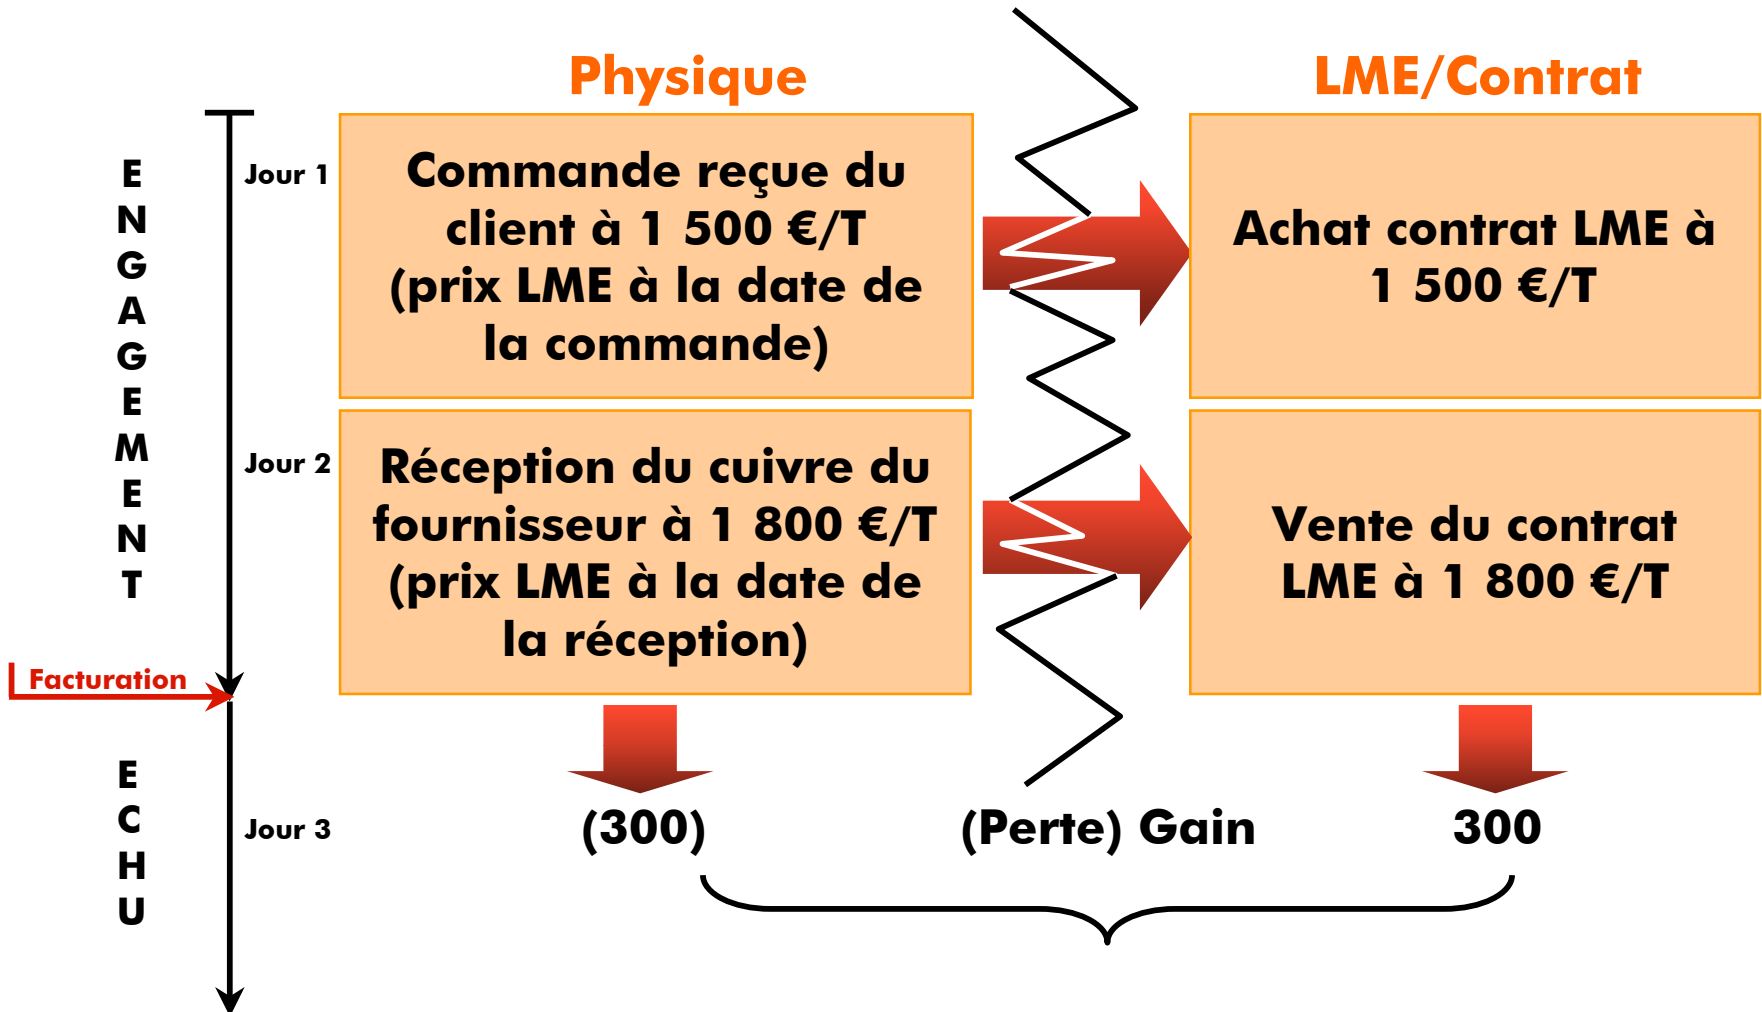 Physique
LME/Contrat
ENGAGEMENT
Jour 1
Commande reçue du
client à 1 500 €/T
(prix LME à la date de
la commande)
Achat contrat LME à
1 500 €/T
Jour 2
Réception du cuivre du
fournisseur à 1 800 €/T
(prix LME à la date de
la réception)
Vente du contrat
LME à 1 800 €/T
Facturation
ECHU
Jour 3
(300)
(Perte) Gain
300